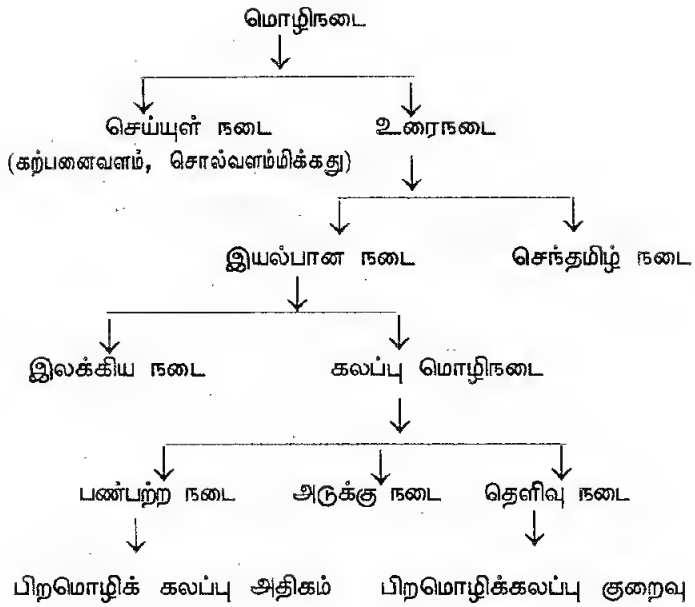 மொழிநடை
செய்யுள் நடை உரைநடை
(கற்பனைவளம், சொல்வளம்மிக்கது)
இயல்பான நடை செந்தமிழ் நடை
இலக்கிய நடை கலப்பு மொழிநடை
பண்பற்ற நடை அடுக்கு நடை தெளிவு நடை
பிறமொழிக் கலப்பு அதிகம் பிறமொழிக்கலப்பு குறைவு